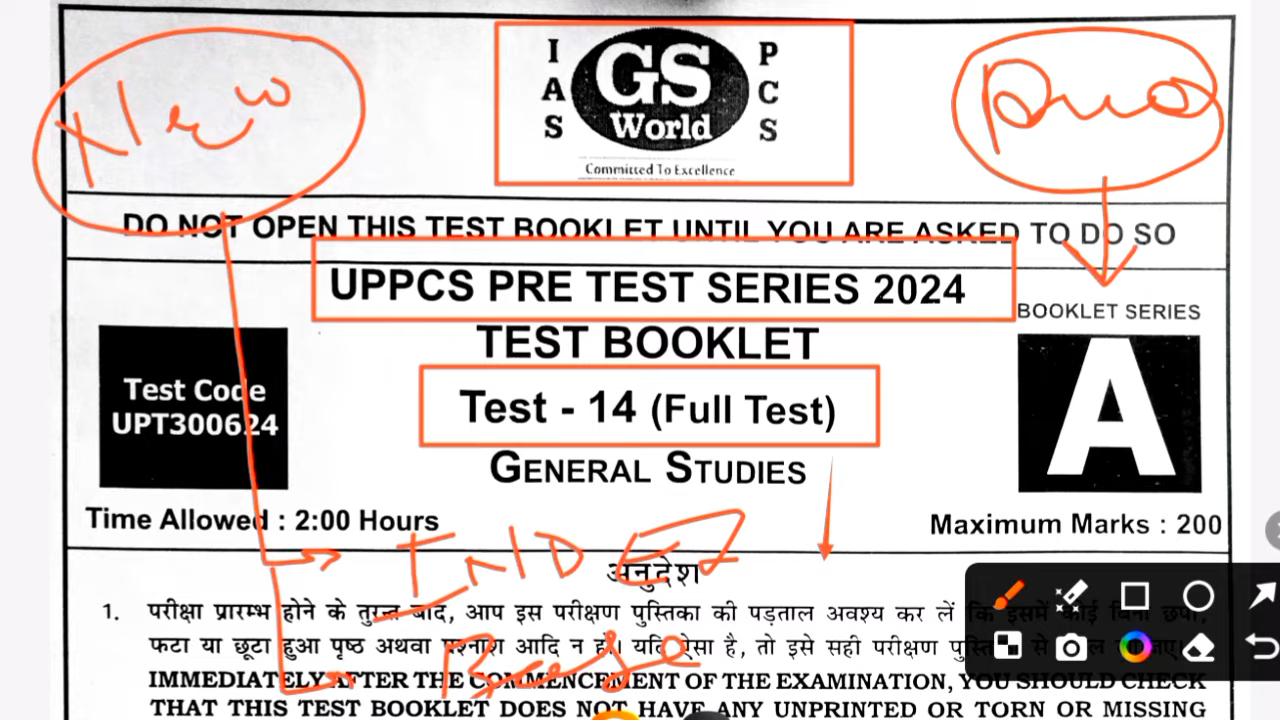 IAS
GS
World
PCS
Committed To Excellence
DO NOT OPEN THIS TEST BOOKLET UNTIL YOU ARE ASKED TO DO SO
UPPCS PRE TEST SERIES 2024
BOOKLET SERIES
TEST BOOKLET
A
Test Code
UPT300624
Test - 14 (Full Test)
GENERAL STUDIES
Time Allowed : 2:00 Hours
Maximum Marks : 200
अनुदेश
1. परीक्षा प्रारम्भ होने के तुरन्त बाद, आप इस परीक्षण पुस्तिका की पड़ताल अवश्य कर लें कि इसमें कोई बिना छपा,
फटा या छूटा हुआ पृष्ठ अथवा प्रश्नांश आदि न हो। यदि ऐसा है, तो इसे सही परीक्षण
IMMEDIATELY AFTER THE COMMENCEMENT OF THE EXAMINATION, YOU SHOULD CHECK
THAT THIS TEST BOOKLET DOES NOT HAVE ANY UNPRINTED OR TORN OR MISSING